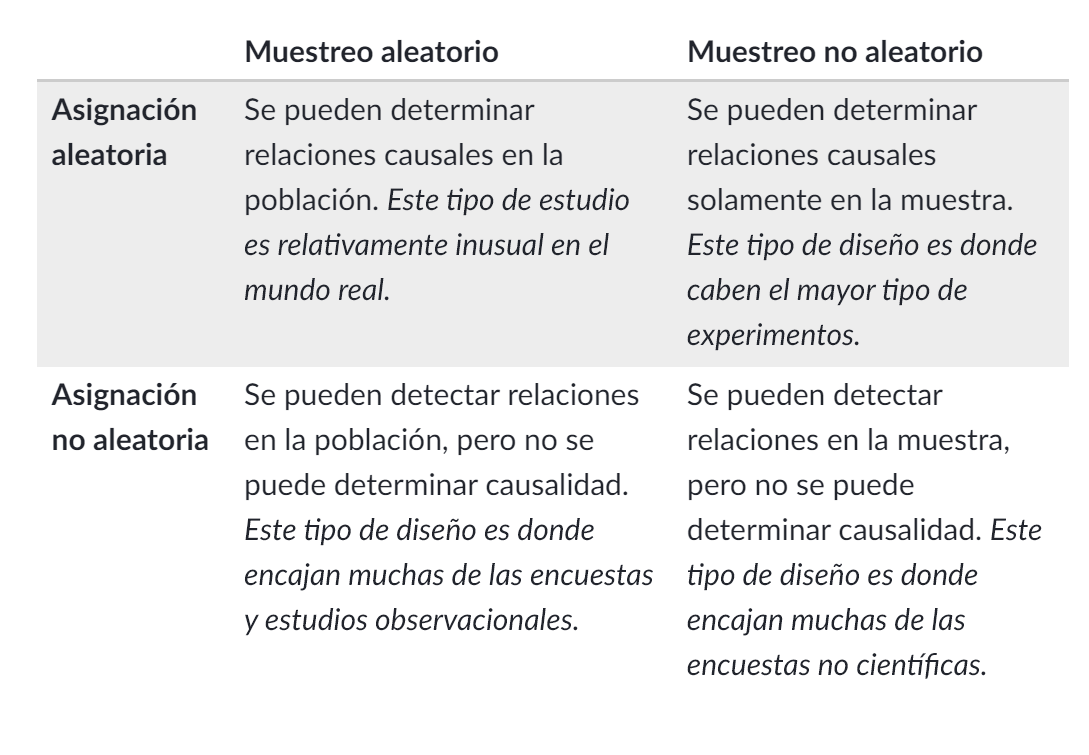 Muestreo aleatorio
Muestreo no aleatorio
Asignación
aleatoria
Se pueden determinar
relaciones causales en la
población. Este tipo de estudio
es relativamente inusual en el
mundo real.
Se pueden determinar
relaciones causales
solamente en la muestra.
Este tipo de diseño es donde
caben el mayor tipo de
experimentos.
Asignación
no aleatoria
Se pueden detectar relaciones
en la población, pero no se
puede determinar causalidad.
Este tipo de diseño es donde
encajan muchas de las encuestas
y estudios observacionales.
Se pueden detectar
relaciones en la muestra,
pero no se puede
determinar causalidad. Este
tipo de diseño es donde
encajan muchas de las
encuestas no científicas.